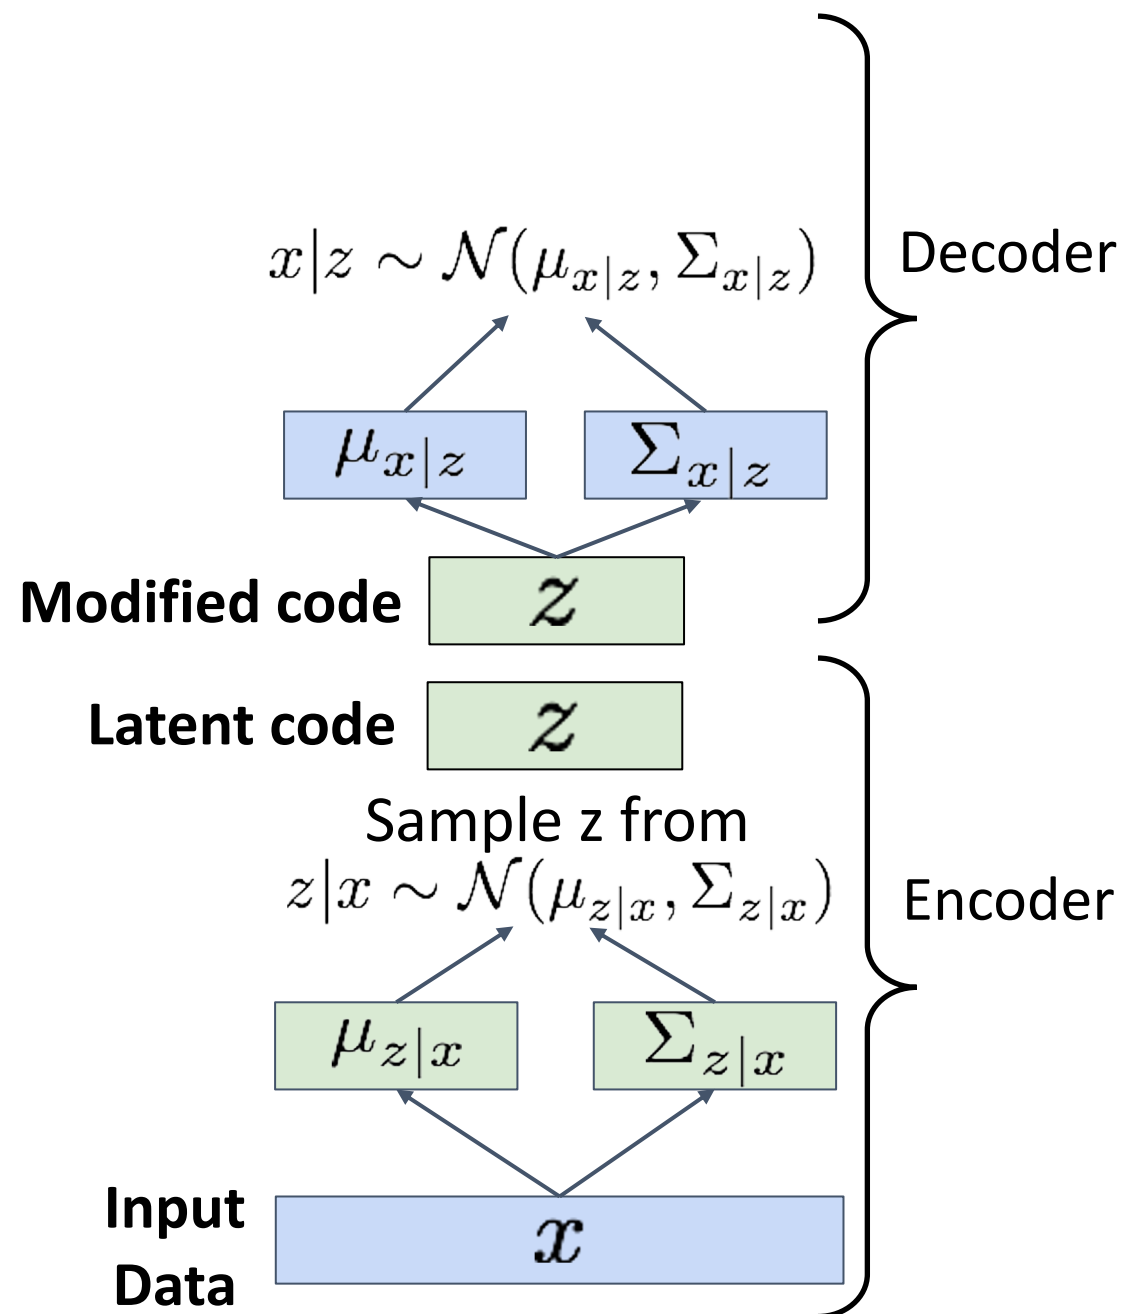 Decoder
x|z ∼ 𝒩(μ_{x|z}, Σ_{x|z})
μ_{x|z}
Σ_{x|z}
Modified code
z
Latent code
z
Sample z from
z|x ∼ 𝒩(μ_{z|x}, Σ_{z|x})
Encoder
μ_{z|x}
Σ_{z|x}
Input
Data
x